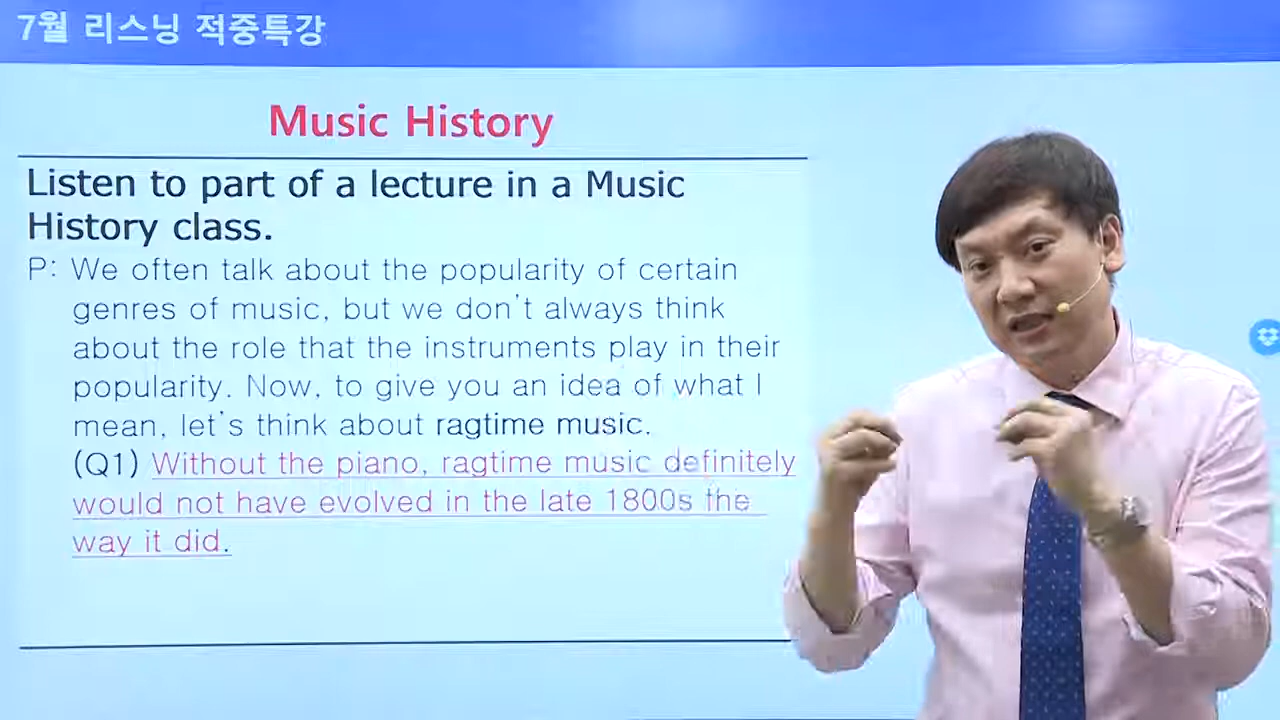 7월 리스닝 적중특강
Music History
Listen to part of a lecture in a Music
History class.
P: We often talk about the popularity of certain
genres of music, but we don't always think
about the role that the instruments play in their
popularity. Now, to give you an idea of what I
mean, let's think about ragtime music.
(Q1) Without the piano, ragtime music definitely
would not have evolved in the late 1800s the
way it did.